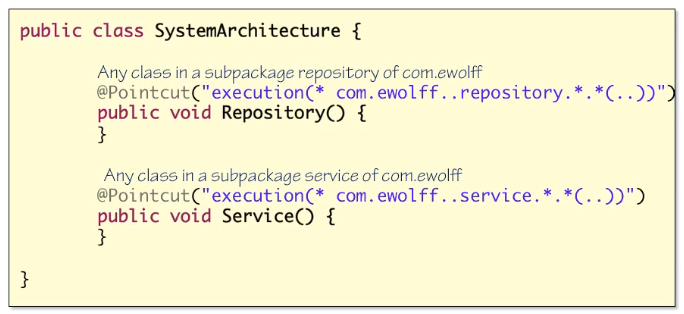 public class SystemArchitecture {
Any class in a subpackage repository of com.ewolff
@Pointcut("execution(* com.ewolff..repository.*.*(..))")
public void Repository() {
}
Any class in a subpackage service of com.ewolff
@Pointcut("execution(* com.ewolff..service.*.*(..))")
public void Service() {
}
}